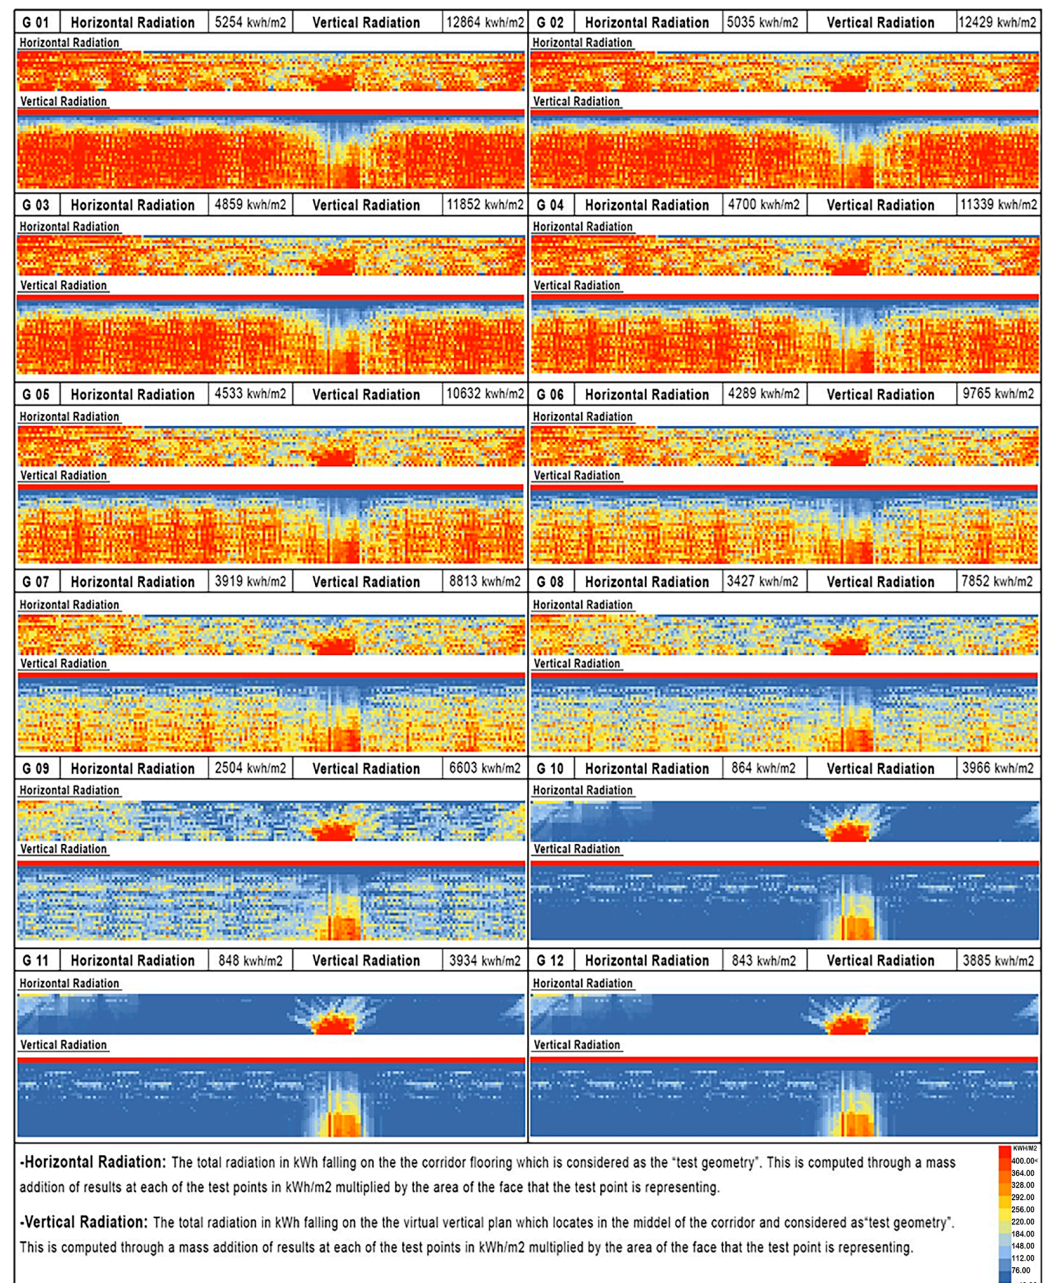 G 01 Horizontal Radiation 5254 kwh/m2 Vertical Radiation 12864 kwh/m2 G 02 Horizontal Radiation 5035 kwh/m2 Vertical Radiation 12429 kwh/m2
Horizontal Radiation Horizontal Radiation
Vertical Radiation Vertical Radiation
G 03 Horizontal Radiation 4859 kwh/m2 Vertical Radiation 11852 kwh/m2 G 04 Horizontal Radiation 4700 kwh/m2 Vertical Radiation 11339 kwh/m2
Horizontal Radiation Horizontal Radiation
Vertical Radiation Vertical Radiation
G 05 Horizontal Radiation 4533 kwh/m2 Vertical Radiation 10632 kwh/m2 G 06 Horizontal Radiation 4289 kwh/m2 Vertical Radiation 9765 kwh/m2
Horizontal Radiation Horizontal Radiation
Vertical Radiation Vertical Radiation
G 07 Horizontal Radiation 3919 kwh/m2 Vertical Radiation 8813 kwh/m2 G 08 Horizontal Radiation 3427 kwh/m2 Vertical Radiation 7852 kwh/m2
Horizontal Radiation Horizontal Radiation
Vertical Radiation Vertical Radiation
G 09 Horizontal Radiation 2504 kwh/m2 Vertical Radiation 6603 kwh/m2 G 10 Horizontal Radiation 864 kwh/m2 Vertical Radiation 3966 kwh/m2
Horizontal Radiation Horizontal Radiation
Vertical Radiation Vertical Radiation
G 11 Horizontal Radiation 848 kwh/m2 Vertical Radiation 3934 kwh/m2 G 12 Horizontal Radiation 843 kwh/m2 Vertical Radiation 3885 kwh/m2
Horizontal Radiation Horizontal Radiation
Vertical Radiation Vertical Radiation
-Horizontal Radiation: The total radiation in kWh falling on the the corridor flooring which is considered as the "test geometry". This is computed through a mass
addition of results at each of the test points in kWh/m2 multiplied by the area of the face that the test point is representing.
-Vertical Radiation: The total radiation in kWh falling on the the virtual vertical plan which locates in the middel of the corridor and considered as"test geometry".
This is computed through a mass addition of results at each of the test points in kWh/m2 multiplied by the area of the face that the test point is representing.
KWH/M2
400.00<
364.00
328.00
292.00
256.00
220.00
184.00
148.00
112.00
76.00